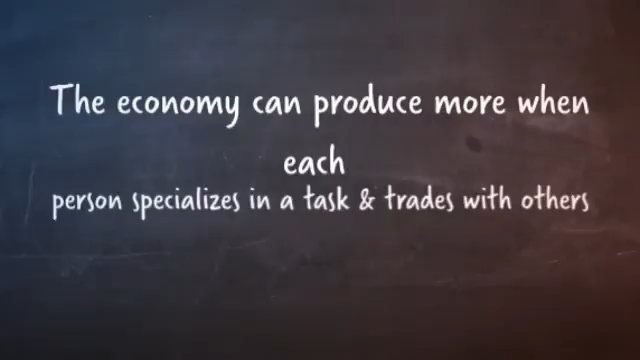 The economy can produce more when
each
person specializes in a task & trades with others